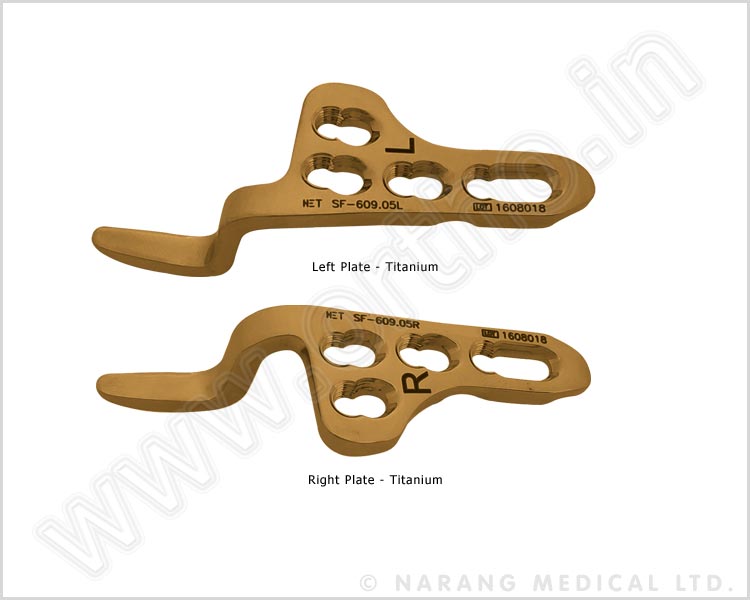 L
NET SF-609.05L
LOT 1608018
Left Plate - Titanium
NET SF-609.05R
LOT 1608018
R
Right Plate - Titanium
www.ortho.in
© NARANG MEDICAL LTD.